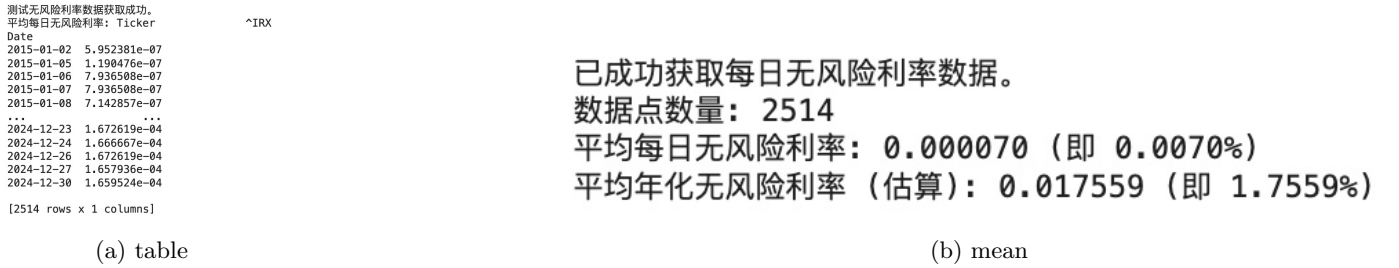 测试无风险利率数据获取成功。
平均每日无风险利率: Ticker ^IRX
Date
2015-01-02 5.952381e-07
2015-01-05 1.190476e-07
2015-01-06 7.936508e-07
2015-01-07 7.936508e-07
2015-01-08 7.142857e-07
... ...
2024-12-23 1.672619e-04
2024-12-24 1.666667e-04
2024-12-26 1.672619e-04
2024-12-27 1.657936e-04
2024-12-30 1.659524e-04
[2514 rows x 1 columns]
(a) table
已成功获取每日无风险利率数据。
数据点数量: 2514
平均每日无风险利率: 0.000070 (即 0.0070%)
平均年化无风险利率 (估算): 0.017559 (即 1.7559%)
(b) mean